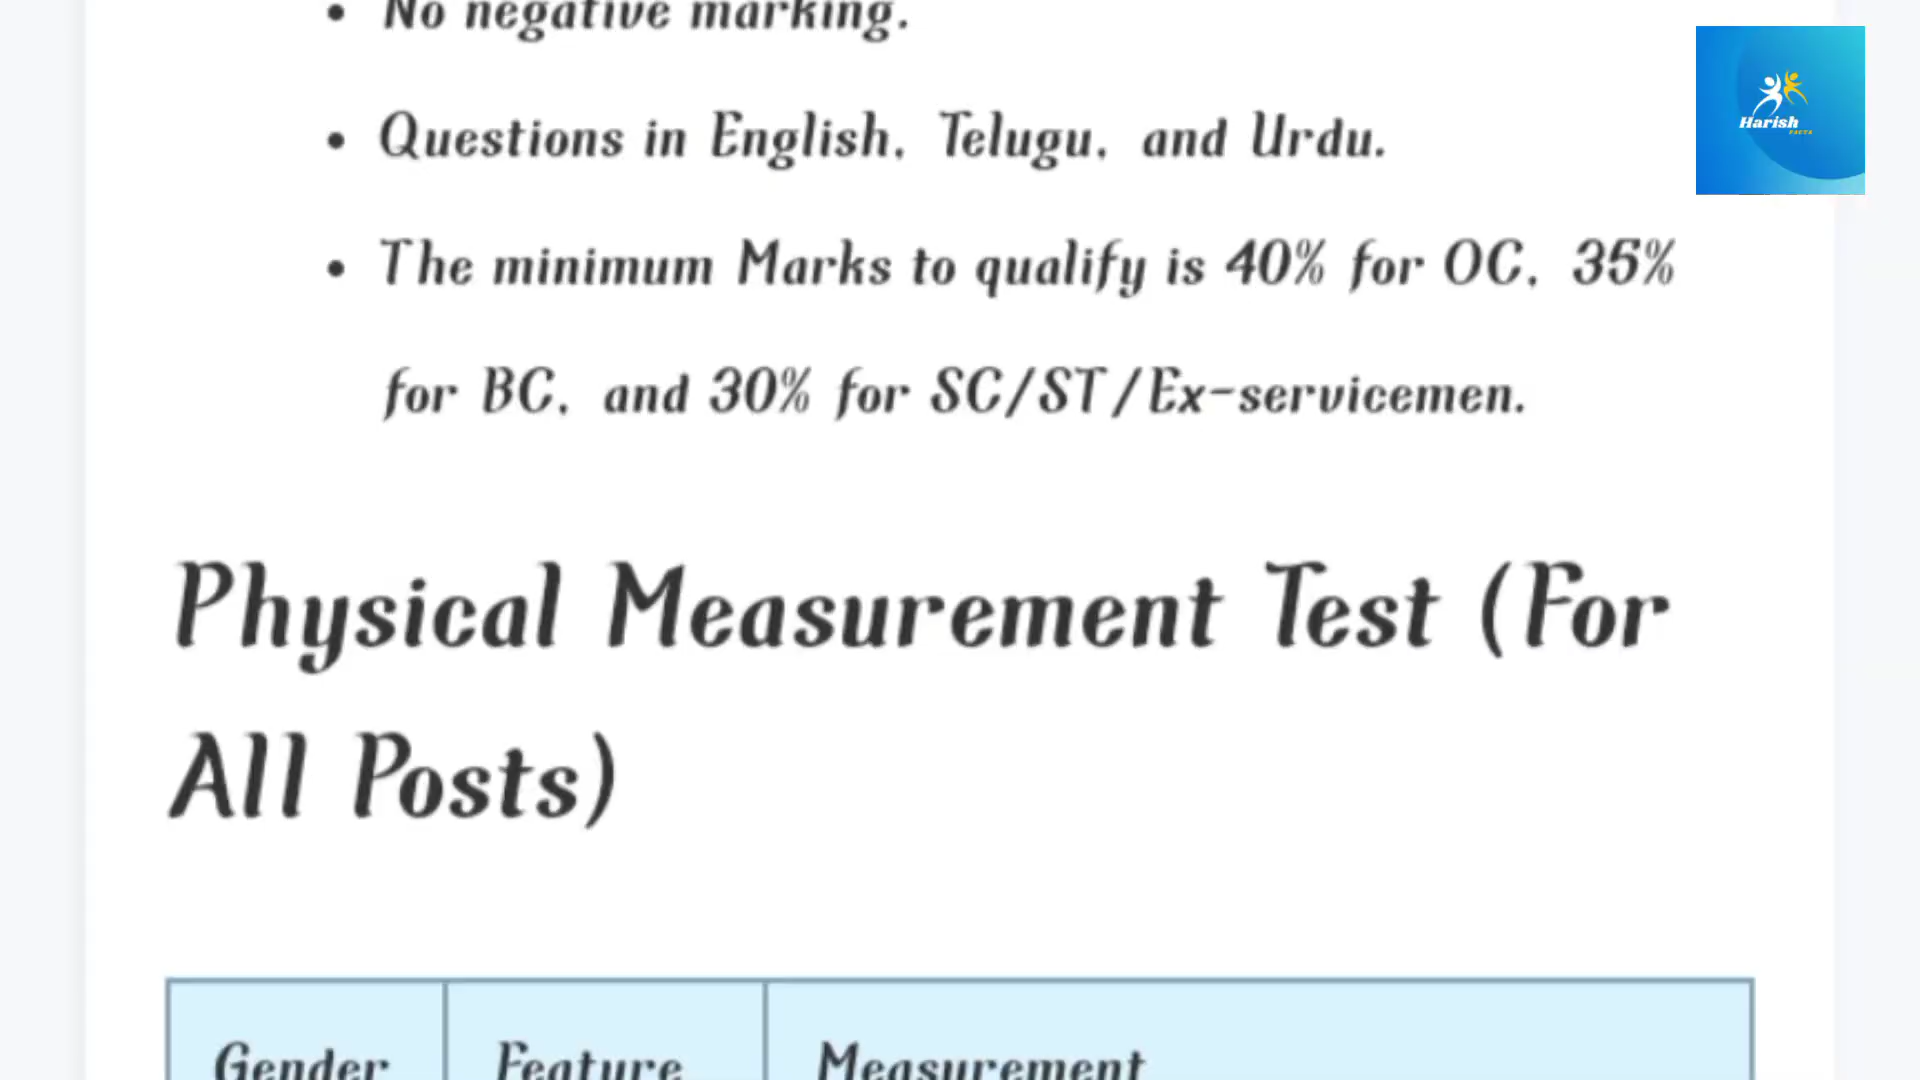 No negative marking.
Harish
FACTS
Questions in English, Telugu, and Urdu.
The minimum Marks to qualify is 40% for OC, 35%
for BC, and 30% for SC/ST/Ex-servicemen.
Physical Measurement Test (For
All Posts)
Gender Feature Measurement